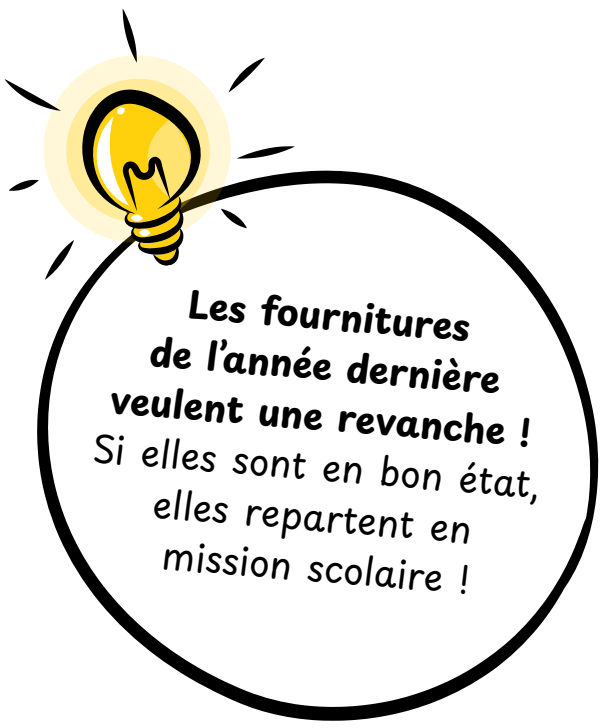 Les fournitures
de l'année dernière
veulent une revanche !
Si elles sont en bon état,
elles repartent en
mission scolaire !